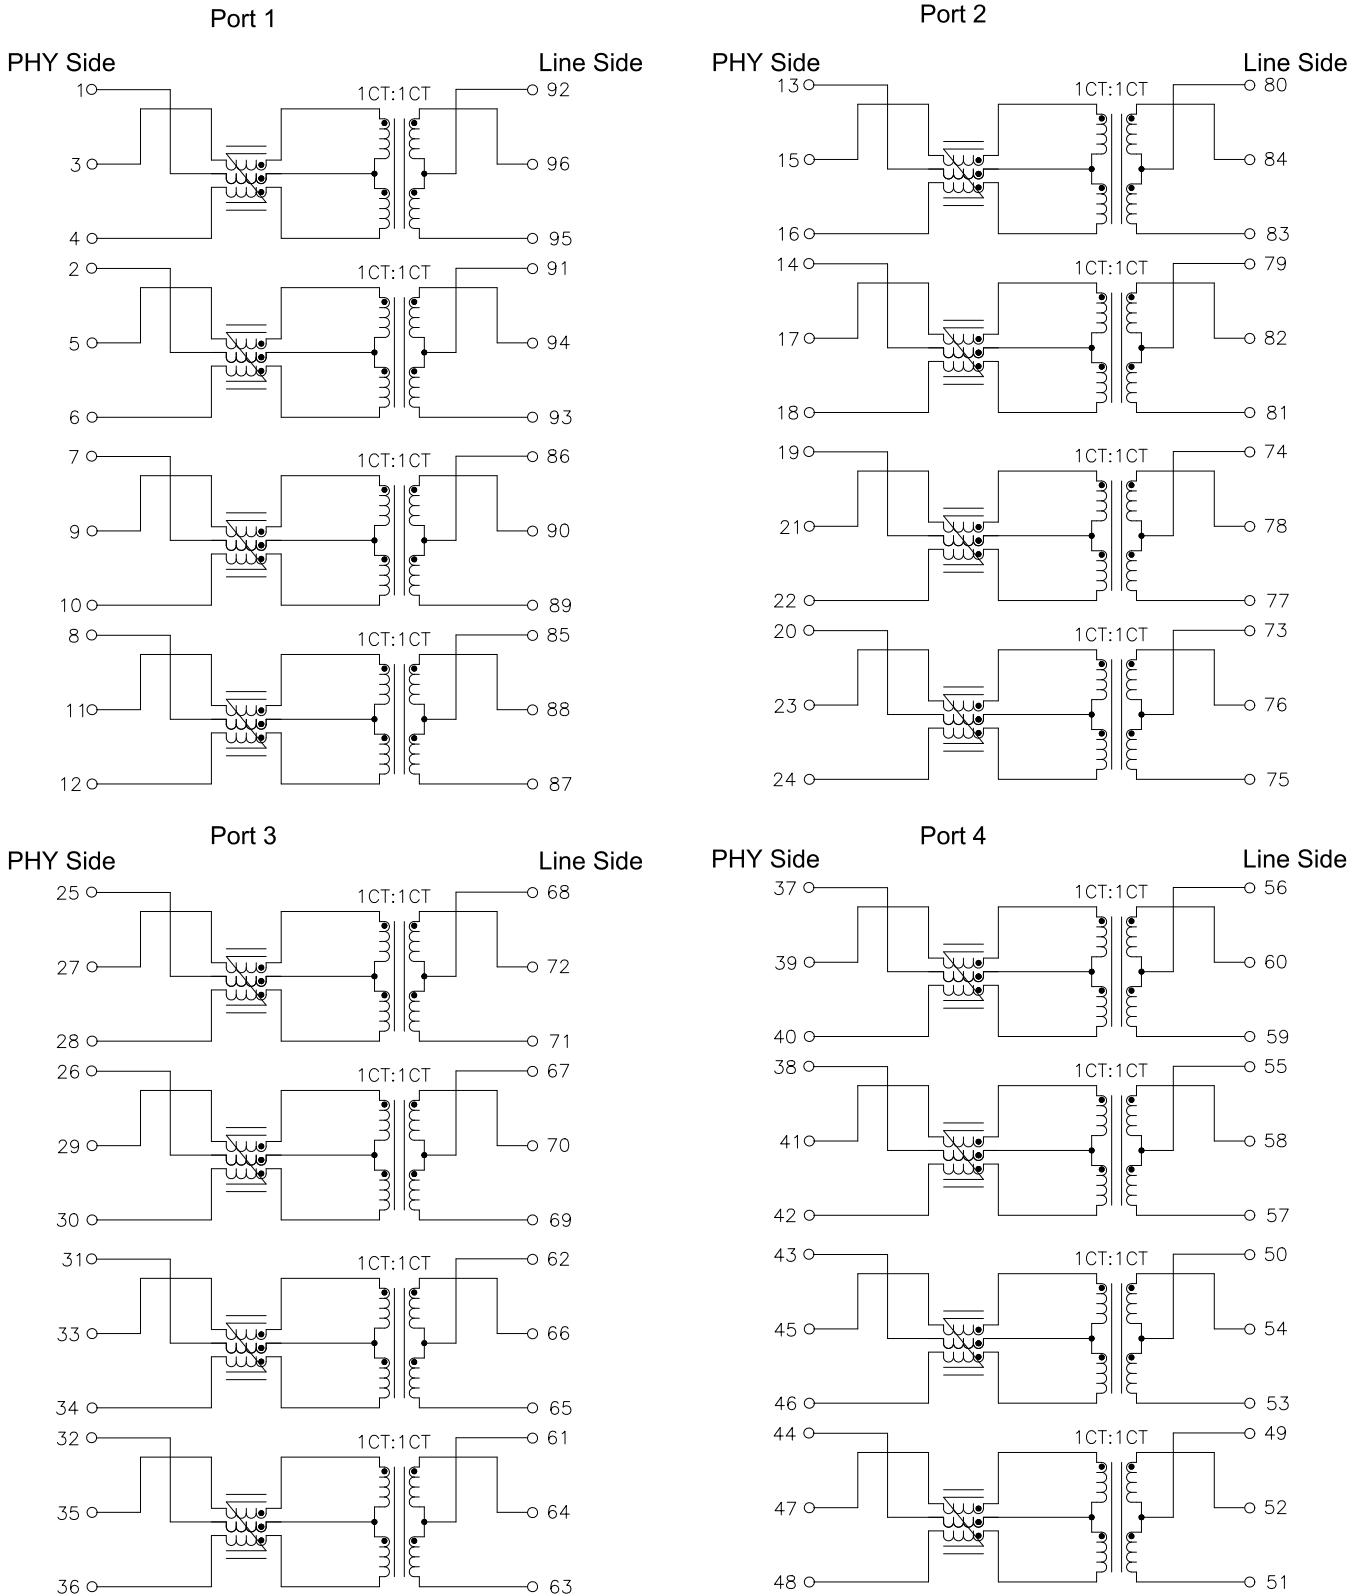 Port 1
PHY Side Line Side
1 1CT:1CT 92
3 96
4 95
2 1CT:1CT 91
5 94
6 93
7 1CT:1CT 86
9 90
10 89
8 1CT:1CT 85
11 88
12 87
Port 2
PHY Side Line Side
13 1CT:1CT 80
15 84
16 83
14 1CT:1CT 79
17 82
18 81
19 1CT:1CT 74
21 78
22 77
20 1CT:1CT 73
23 76
24 75
Port 3
PHY Side Line Side
25 1CT:1CT 68
27 72
28 71
26 1CT:1CT 67
29 70
30 69
31 1CT:1CT 62
33 66
34 65
32 1CT:1CT 61
35 64
36 63
Port 4
PHY Side Line Side
37 1CT:1CT 56
39 60
40 59
38 1CT:1CT 55
41 58
42 57
43 1CT:1CT 50
45 54
46 53
44 1CT:1CT 49
47 52
48 51